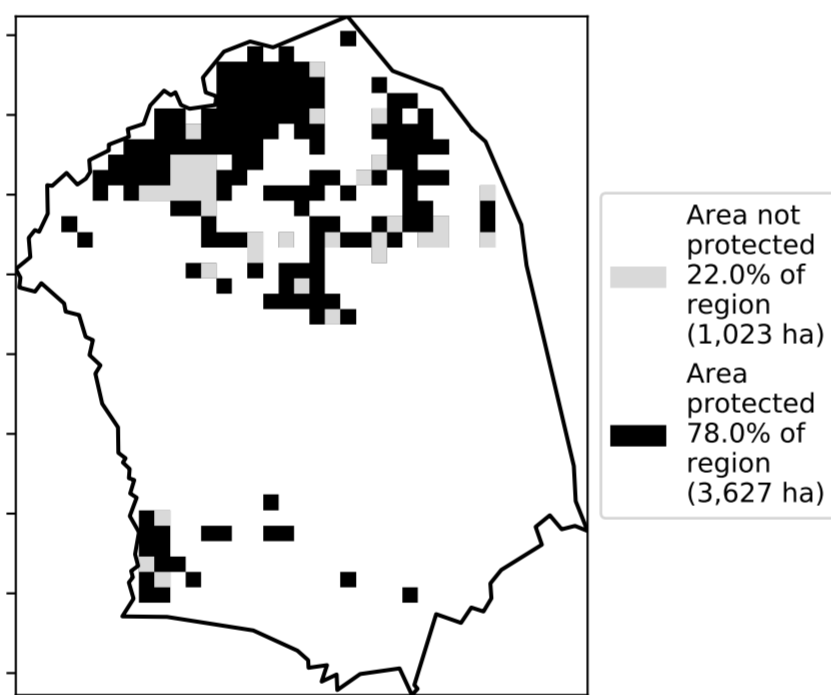 Area not
protected
22.0% of
region
(1,023 ha)
Area
protected
78.0% of
region
(3,627 ha)